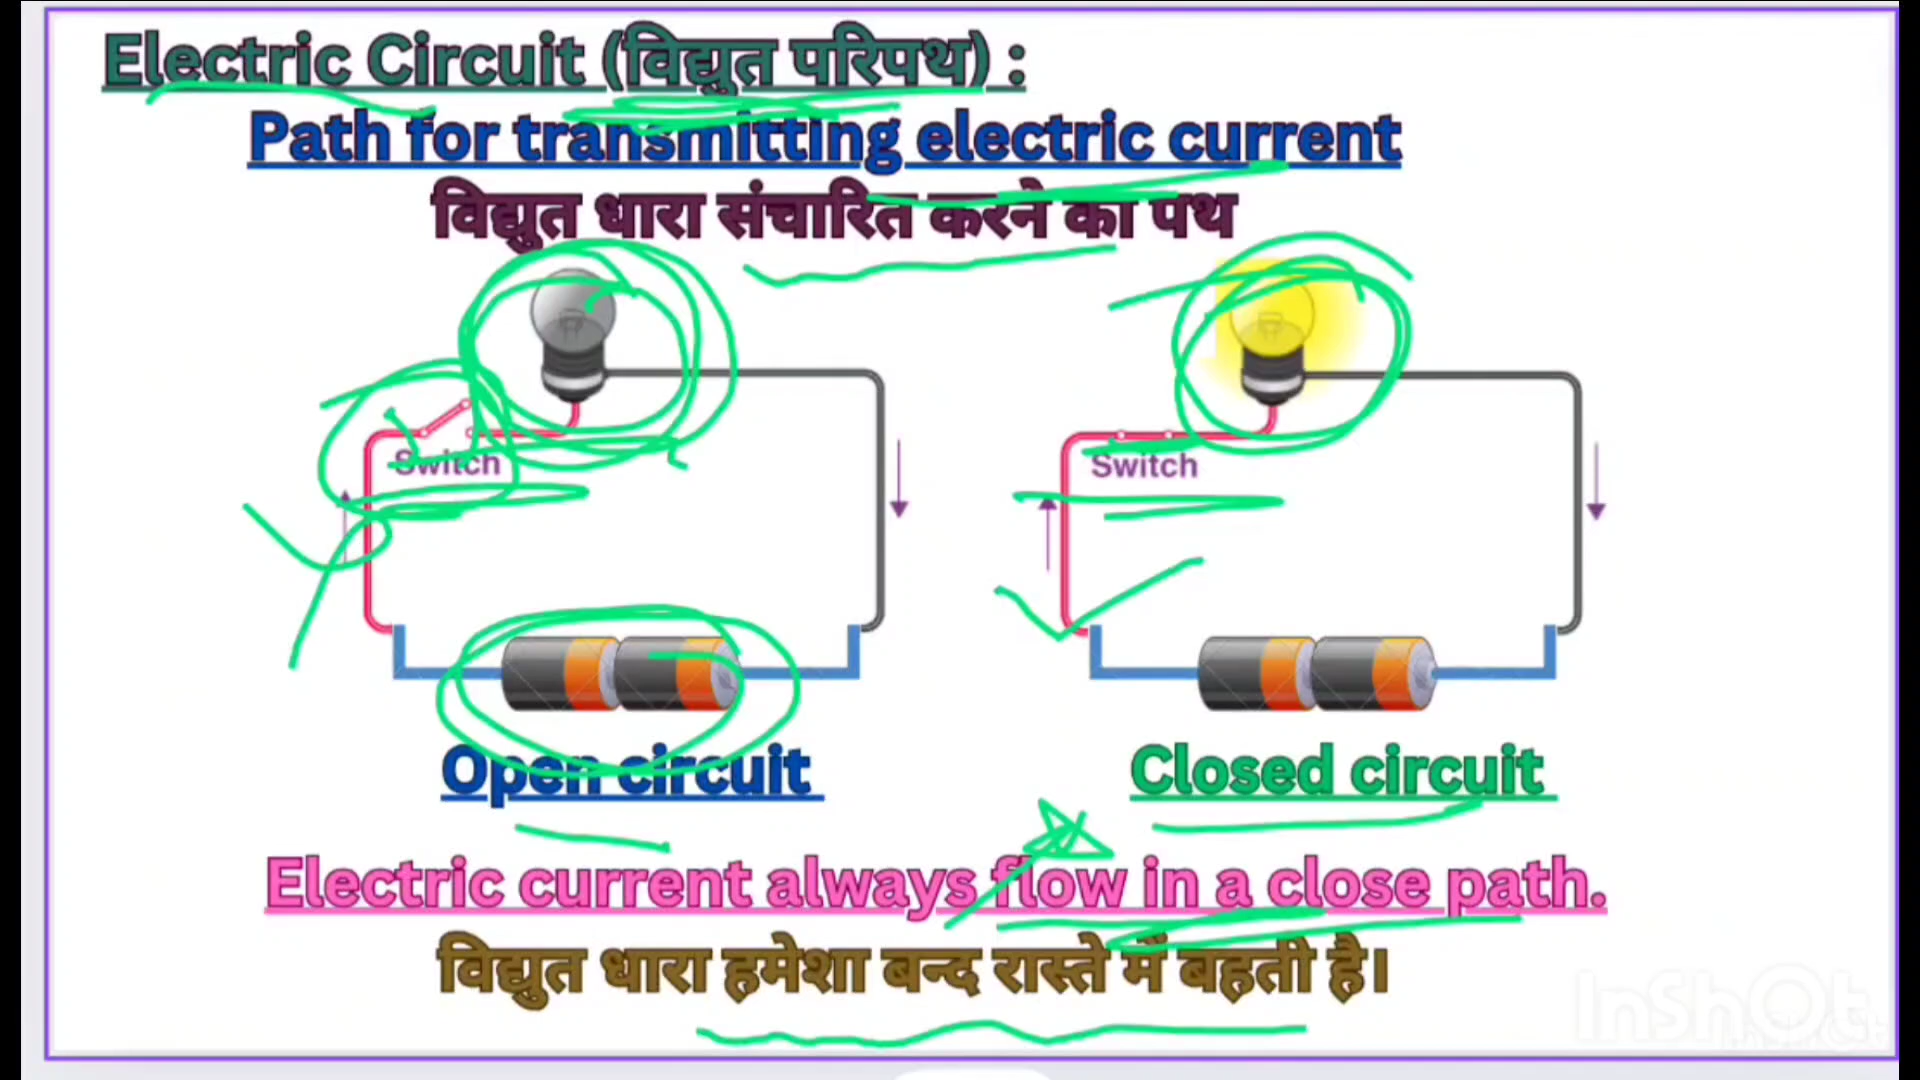 Electric Circuit (विद्युत परिपथ) :
Path for transmitting electric current
विद्युत धारा संचारित करने का पथ
Switch
Switch
Open circuit
Closed circuit
Electric current always flow in a close path.
विद्युत धारा हमेशा बन्द रास्ते में बहती है।
InShOt